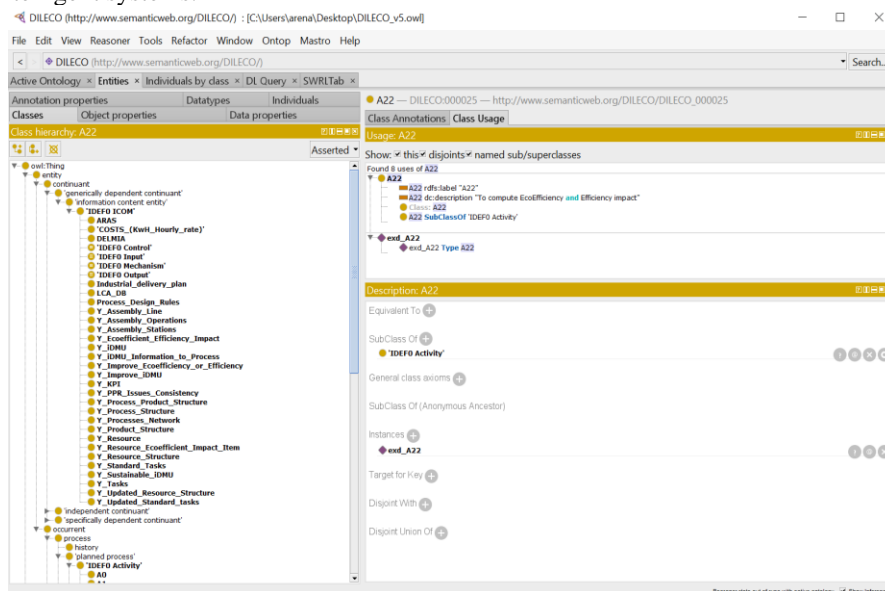 DILECO (http://www.semanticweb.org/DILECO/) : [C:\Users\arena\Desktop\DILECO_v5.owl]
File Edit View Reasoner Tools Refactor Window Ontop Mastro Help
< DILECO (http://www.semanticweb.org/DILECO/) Search...
Active Ontology × Entities × Individuals by class × DL Query × SWRLTab ×
Annotation properties Datatypes Individuals
Classes Object properties Data properties
Class hierarchy: A22
Asserted
owl:Thing
entity
continuant
'generically dependent continuant'
'information content entity'
'IDEF0 ICOM'
ARAS
'COSTS_(KwH_Hourly_rate)'
DELMIA
'IDEF0 Control'
'IDEF0 Input'
'IDEF0 Mechanism'
'IDEF0 Output'
Industrial_delivery_plan
LCA_DB
Process_Design_Rules
Y_Assembly_Line
Y_Assembly_Operations
Y_Assembly_Stations
Y_Ecoefficient_Efficiency_Impact
Y_iDMU
Y_iDMU_Information_to_Process
Y_Improve_Ecoefficiency_or_Efficiency
Y_Improve_iDMU
Y_KPI
Y_PPR_Issues_Consistency
Y_Process_Product_Structure
Y_Process_Structure
Y_Processes_Network
Y_Product_Structure
Y_Resource
Y_Resource_Ecoefficient_Impact_Item
Y_Resource_Structure
Y_Standard_Tasks
Y_Sustainable_iDMU
Y_Tasks
Y_Updated_Resource_Structure
Y_Updated_Standard_tasks
'independent continuant'
'specifically dependent continuant'
occurrent
process
history
'planned process'
'IDEF0 Activity'
A0
A22 — DILECO:000025 — http://www.semanticweb.org/DILECO/DILECO_000025
Class Annotations Class Usage
Usage: A22
Show: this disjoints named sub/superclasses
Found 8 uses of A22
A22
A22 rdfs:label "A22"
A22 dc:description "To compute EcoEfficiency and Efficiency impact"
Class: A22
A22 SubClassOf 'IDEF0 Activity'
exd_A22
exd_A22 Type A22
Description: A22
Equivalent To
SubClass Of
'IDEF0 Activity'
General class axioms
SubClass Of (Anonymous Ancestor)
Instances
exd_A22
Target for Key
Disjoint With
Disjoint Union Of